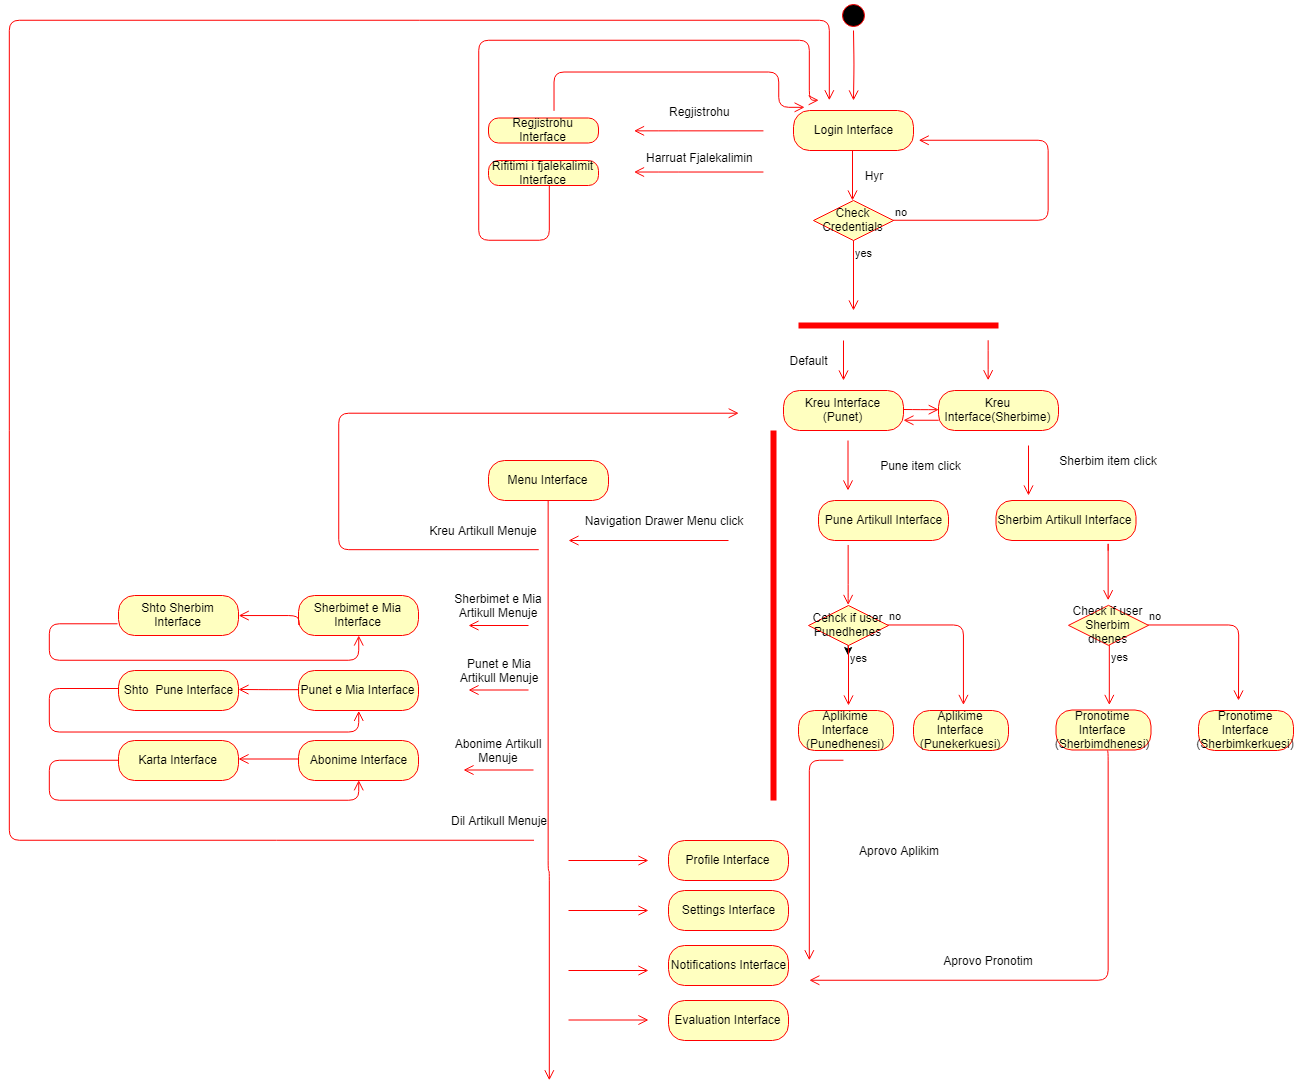 Regjistrohu
Login Interface
Regjistrohu
Interface
Harruat Fjalekalimin
Rifitimi i fjalekalimit
Interface
Hyr
Check
Credentials
no
yes
Default
Kreu Interface
(Punet)
Kreu
Interface(Sherbime)
Pune item click
Sherbim item click
Menu Interface
Navigation Drawer Menu click
Kreu Artikull Menuje
Pune Artikull Interface
Sherbim Artikull Interface
Shto Sherbim
Interface
Sherbimet e Mia
Interface
Sherbimet e Mia
Artikull Menuje
Cehck if user
Punedhenes
no
yes
Check if user
Sherbim
dhenes
no
yes
Shto  Pune Interface
Punet e Mia Interface
Punet e Mia
Artikull Menuje
Aplikime
Interface
(Punedhenesi)
Aplikime
Interface
(Punekerkuesi)
Pronotime
Interface
(Sherbimdhenesi)
Pronotime
Interface
(Sherbimkerkuesi)
Karta Interface
Abonime Interface
Abonime Artikull
Menuje
Dil Artikull Menuje
Profile Interface
Aprovo Aplikim
Settings Interface
Notifications Interface
Aprovo Pronotim
Evaluation Interface